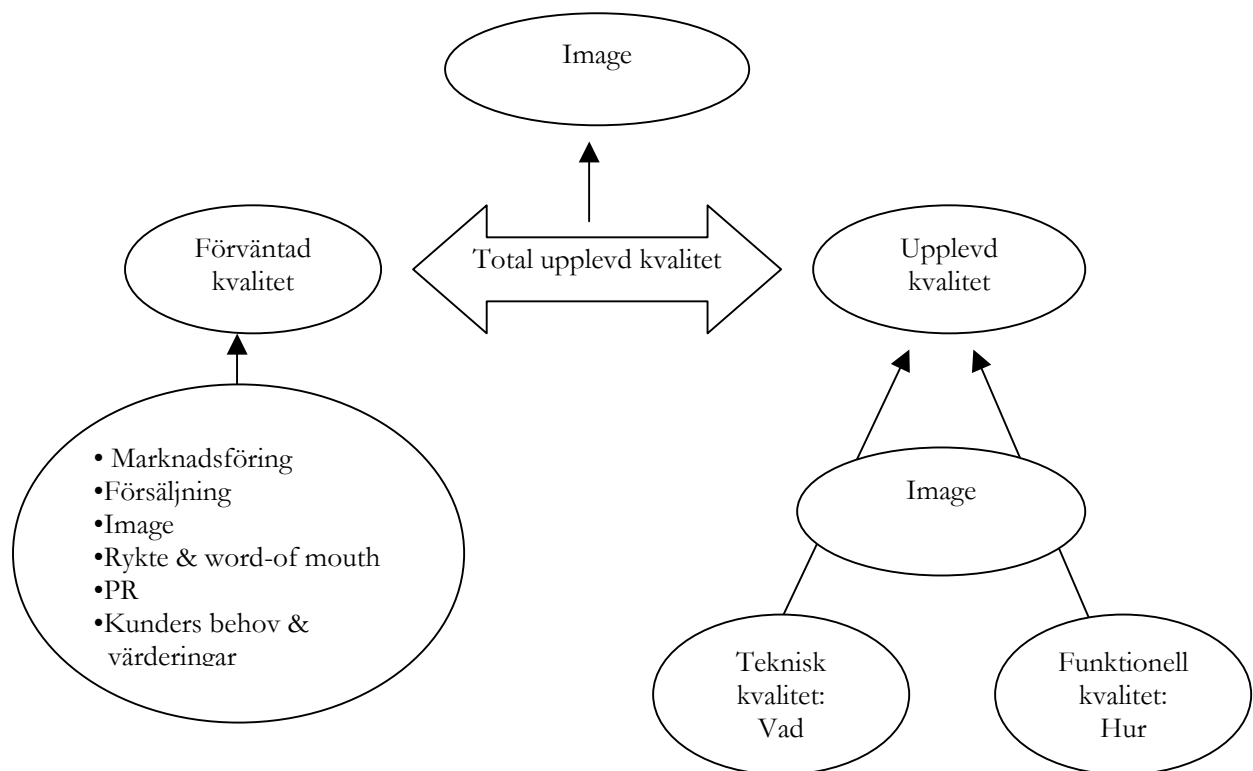 Image
Förväntad
kvalitet
Total upplevd kvalitet
Upplevd
kvalitet
• Marknadsföring
•Försäljning
•Image
•Rykte & word-of mouth
•PR
•Kunders behov &
värderingar
Image
Teknisk
kvalitet:
Vad
Funktionell
kvalitet:
Hur